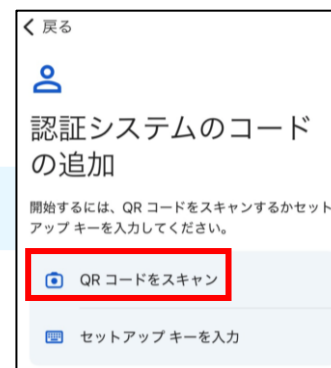 戻る
認証システムのコード
の追加
開始するには、QR コードをスキャンするかセット
アップ キーを入力してください。
QR コードをスキャン
セットアップ キーを入力